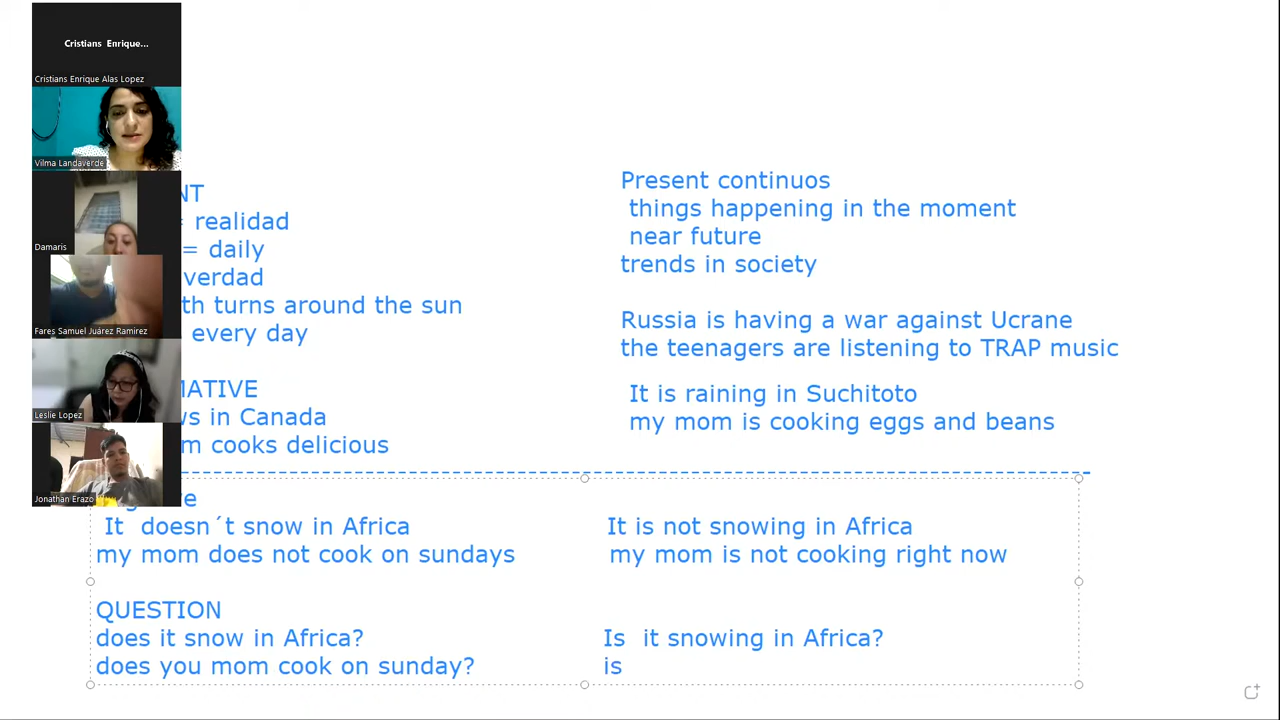 Cristians Enrique...
Cristians Enrique Alas Lopez
Vilma Landaverde
Damaris
Fares Samuel Juárez Ramírez
Leslie Lopez
Jonathan Erazo
NT
= realidad
= daily
verdad
th turns around the sun
every day
MATIVE
ws in Canada
m cooks delicious
Present continuos
things happening in the moment
near future
trends in society
Russia is having a war against Ucrane
the teenagers are listening to TRAP music
It is raining in Suchitoto
my mom is cooking eggs and beans
It doesn´t snow in Africa
my mom does not cook on sundays
It is not snowing in Africa
my mom is not cooking right now
QUESTION
does it snow in Africa?
does you mom cook on sunday?
Is it snowing in Africa?
is